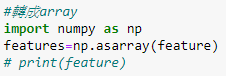 #轉成array
import numpy as np
features=np.asarray(feature)
# print(feature)